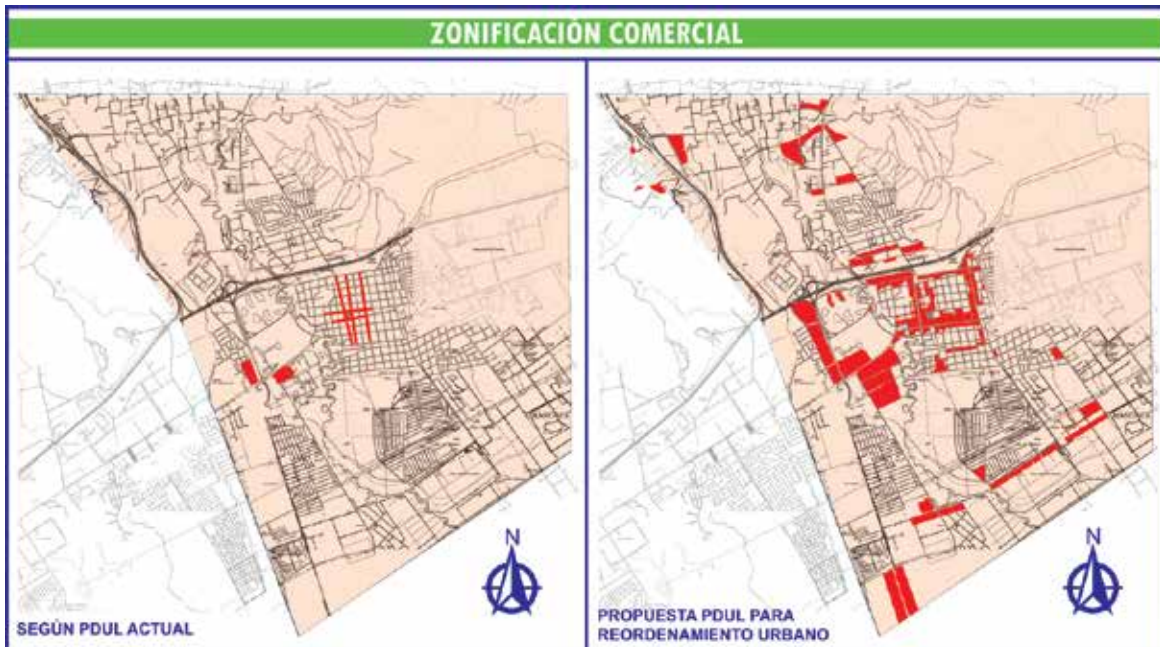 ZONIFICACIÓN COMERCIAL
N
SEGÚN PDUL ACTUAL
N
PROPUESTA PDUL PARA
REORDENAMIENTO URBANO